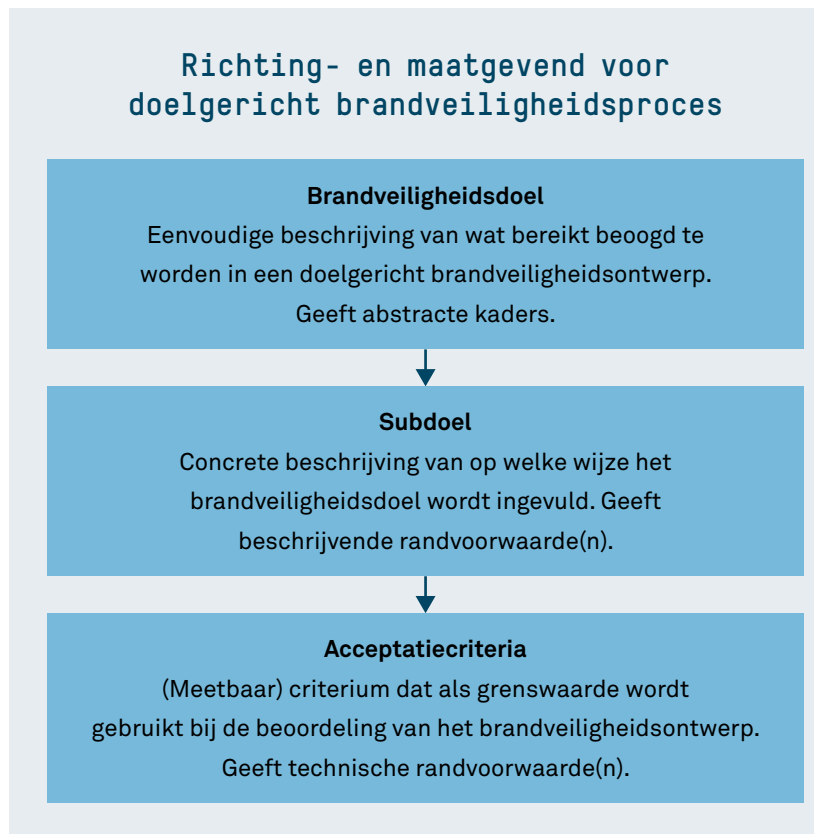 Richting- en maatgevend voor
doelgericht brandveiligheidsproces
Brandveiligheidsdoel
Eenvoudige beschrijving van wat bereikt beoogd te
worden in een doelgericht brandveiligheidsontwerp.
Geeft abstracte kaders.
Subdoel
Concrete beschrijving van op welke wijze het
brandveiligheidsdoel wordt ingevuld. Geeft
beschrijvende randvoorwaarde(n).
Acceptatiecriteria
(Meetbaar) criterium dat als grenswaarde wordt
gebruikt bij de beoordeling van het brandveiligheidsontwerp.
Geeft technische randvoorwaarde(n).